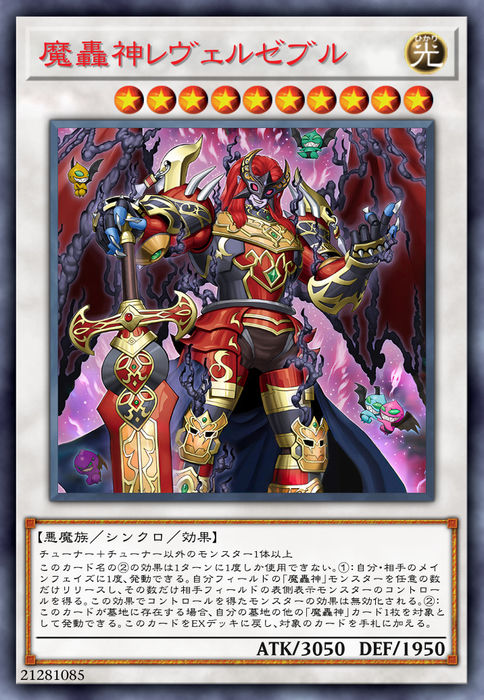 魔轟神レヴェルゼブル
ひかり
光
【悪魔族／シンクロ／効果】
チューナー＋チューナー以外のモンスター1体以上
このカード名の②の効果は1ターンに1度しか使用できない。①：自分・相手のメイ
ンフェイズに1度、発動できる。自分フィールドの「魔轟神」モンスターを任意の数
だけリリースし、その数だけ相手フィールドの表側表示モンスターのコントロー
ルを得る。この効果でコントロールを得たモンスターの効果は無効化される。②：
このカードが墓地に存在する場合、自分の墓地の他の「魔轟神」カード1枚を対象と
して発動できる。このカードをEXデッキに戻し、対象のカードを手札に加える。
ATK/3050 DEF/1950
21281085